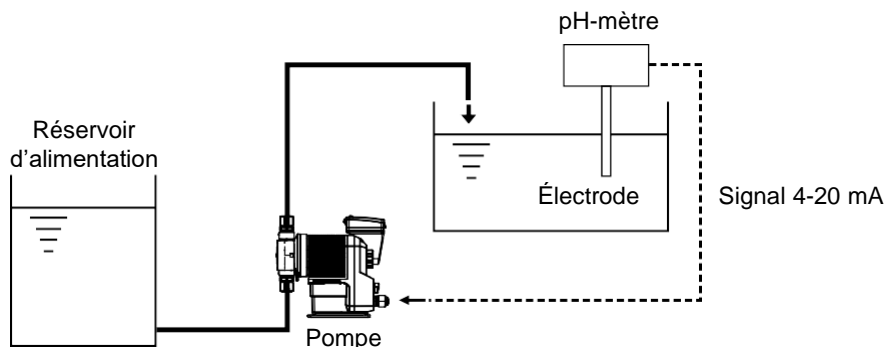 pH-mètre
Réservoir
d’alimentation
Électrode
Signal 4-20 mA
Pompe